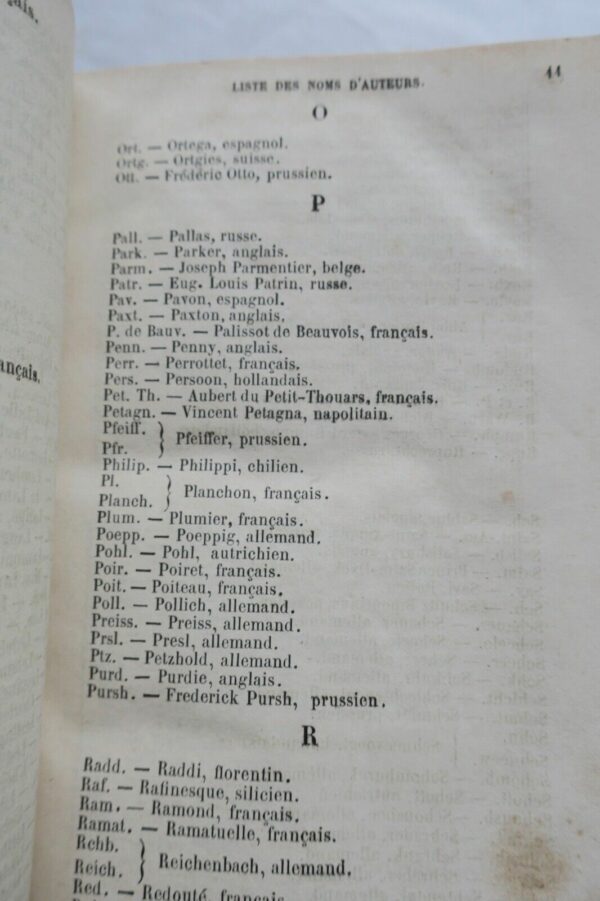 çais.
ançais.
LISTE DES NOMS D'AUTEURS. 11
O
Ort. — Ortega, espagnol.
Ortg. — Ortgies, suisse.
Ott. — Frédéric Otto, prussien.
P
Pall. — Pallas, russe.
Park. — Parker, anglais.
Parm. — Joseph Parmentier, belge.
Patr. — Eug. Louis Patrin, russe.
Pav. — Pavon, espagnol.
Paxt. — Paxton, anglais.
P. de Bauv. — Palissot de Beauvois, français.
Penn. — Penny, anglais.
Perr. — Perrottet, français.
Pers. — Persoon, hollandais.
Pet. Th. — Aubert du Petit-Thouars, français.
Petagn. — Vincent Petagna, napolitain.
Pfeiff.
Pfr. } Pfeiffer, prussien.
Philip. — Philippi, chilien.
Pl.
Planch. } Planchon, français.
Plum. — Plumier, français.
Poepp. — Poeppig, allemand.
Pohl. — Pohl, autrichien.
Poir. — Poiret, français.
Poit. — Poiteau, français.
Poll. — Pollich, allemand.
Preiss. — Preiss, allemand.
Prsl. — Presl, allemand.
Ptz. — Petzhold, allemand.
Purd. — Purdie, anglais.
Pursh. — Frederick Pursh, prussien.
R
Radd. — Raddi, florentin.
Raf. — Rafinesque, silicien.
Ram. — Ramond, français.
Ramat. — Ramatuelle, français.
Rchb.
Reich. } Reichenbach, allemand.
Red. — Redouté, français